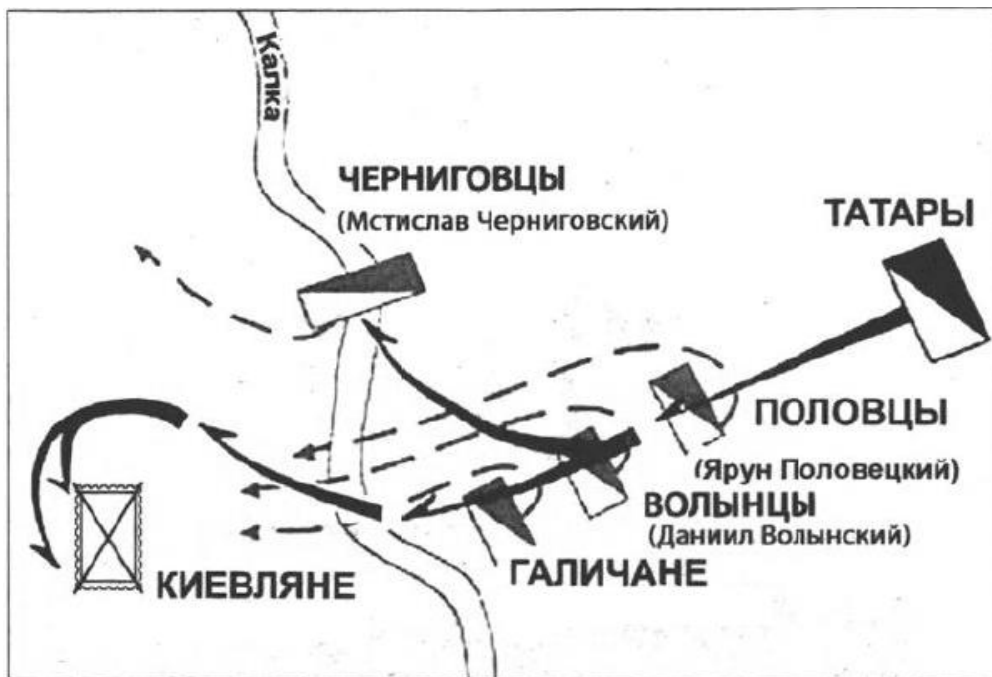 Калка
ЧЕРНИГОВЦЫ
(Мстислав Черниговский)
ТАТАРЫ
ПОЛОВЦЫ
(Ярун Половецкий)
ВОЛЫНЦЫ
(Даниил Волынский)
ГАЛИЧАНЕ
КИЕВЛЯНЕ